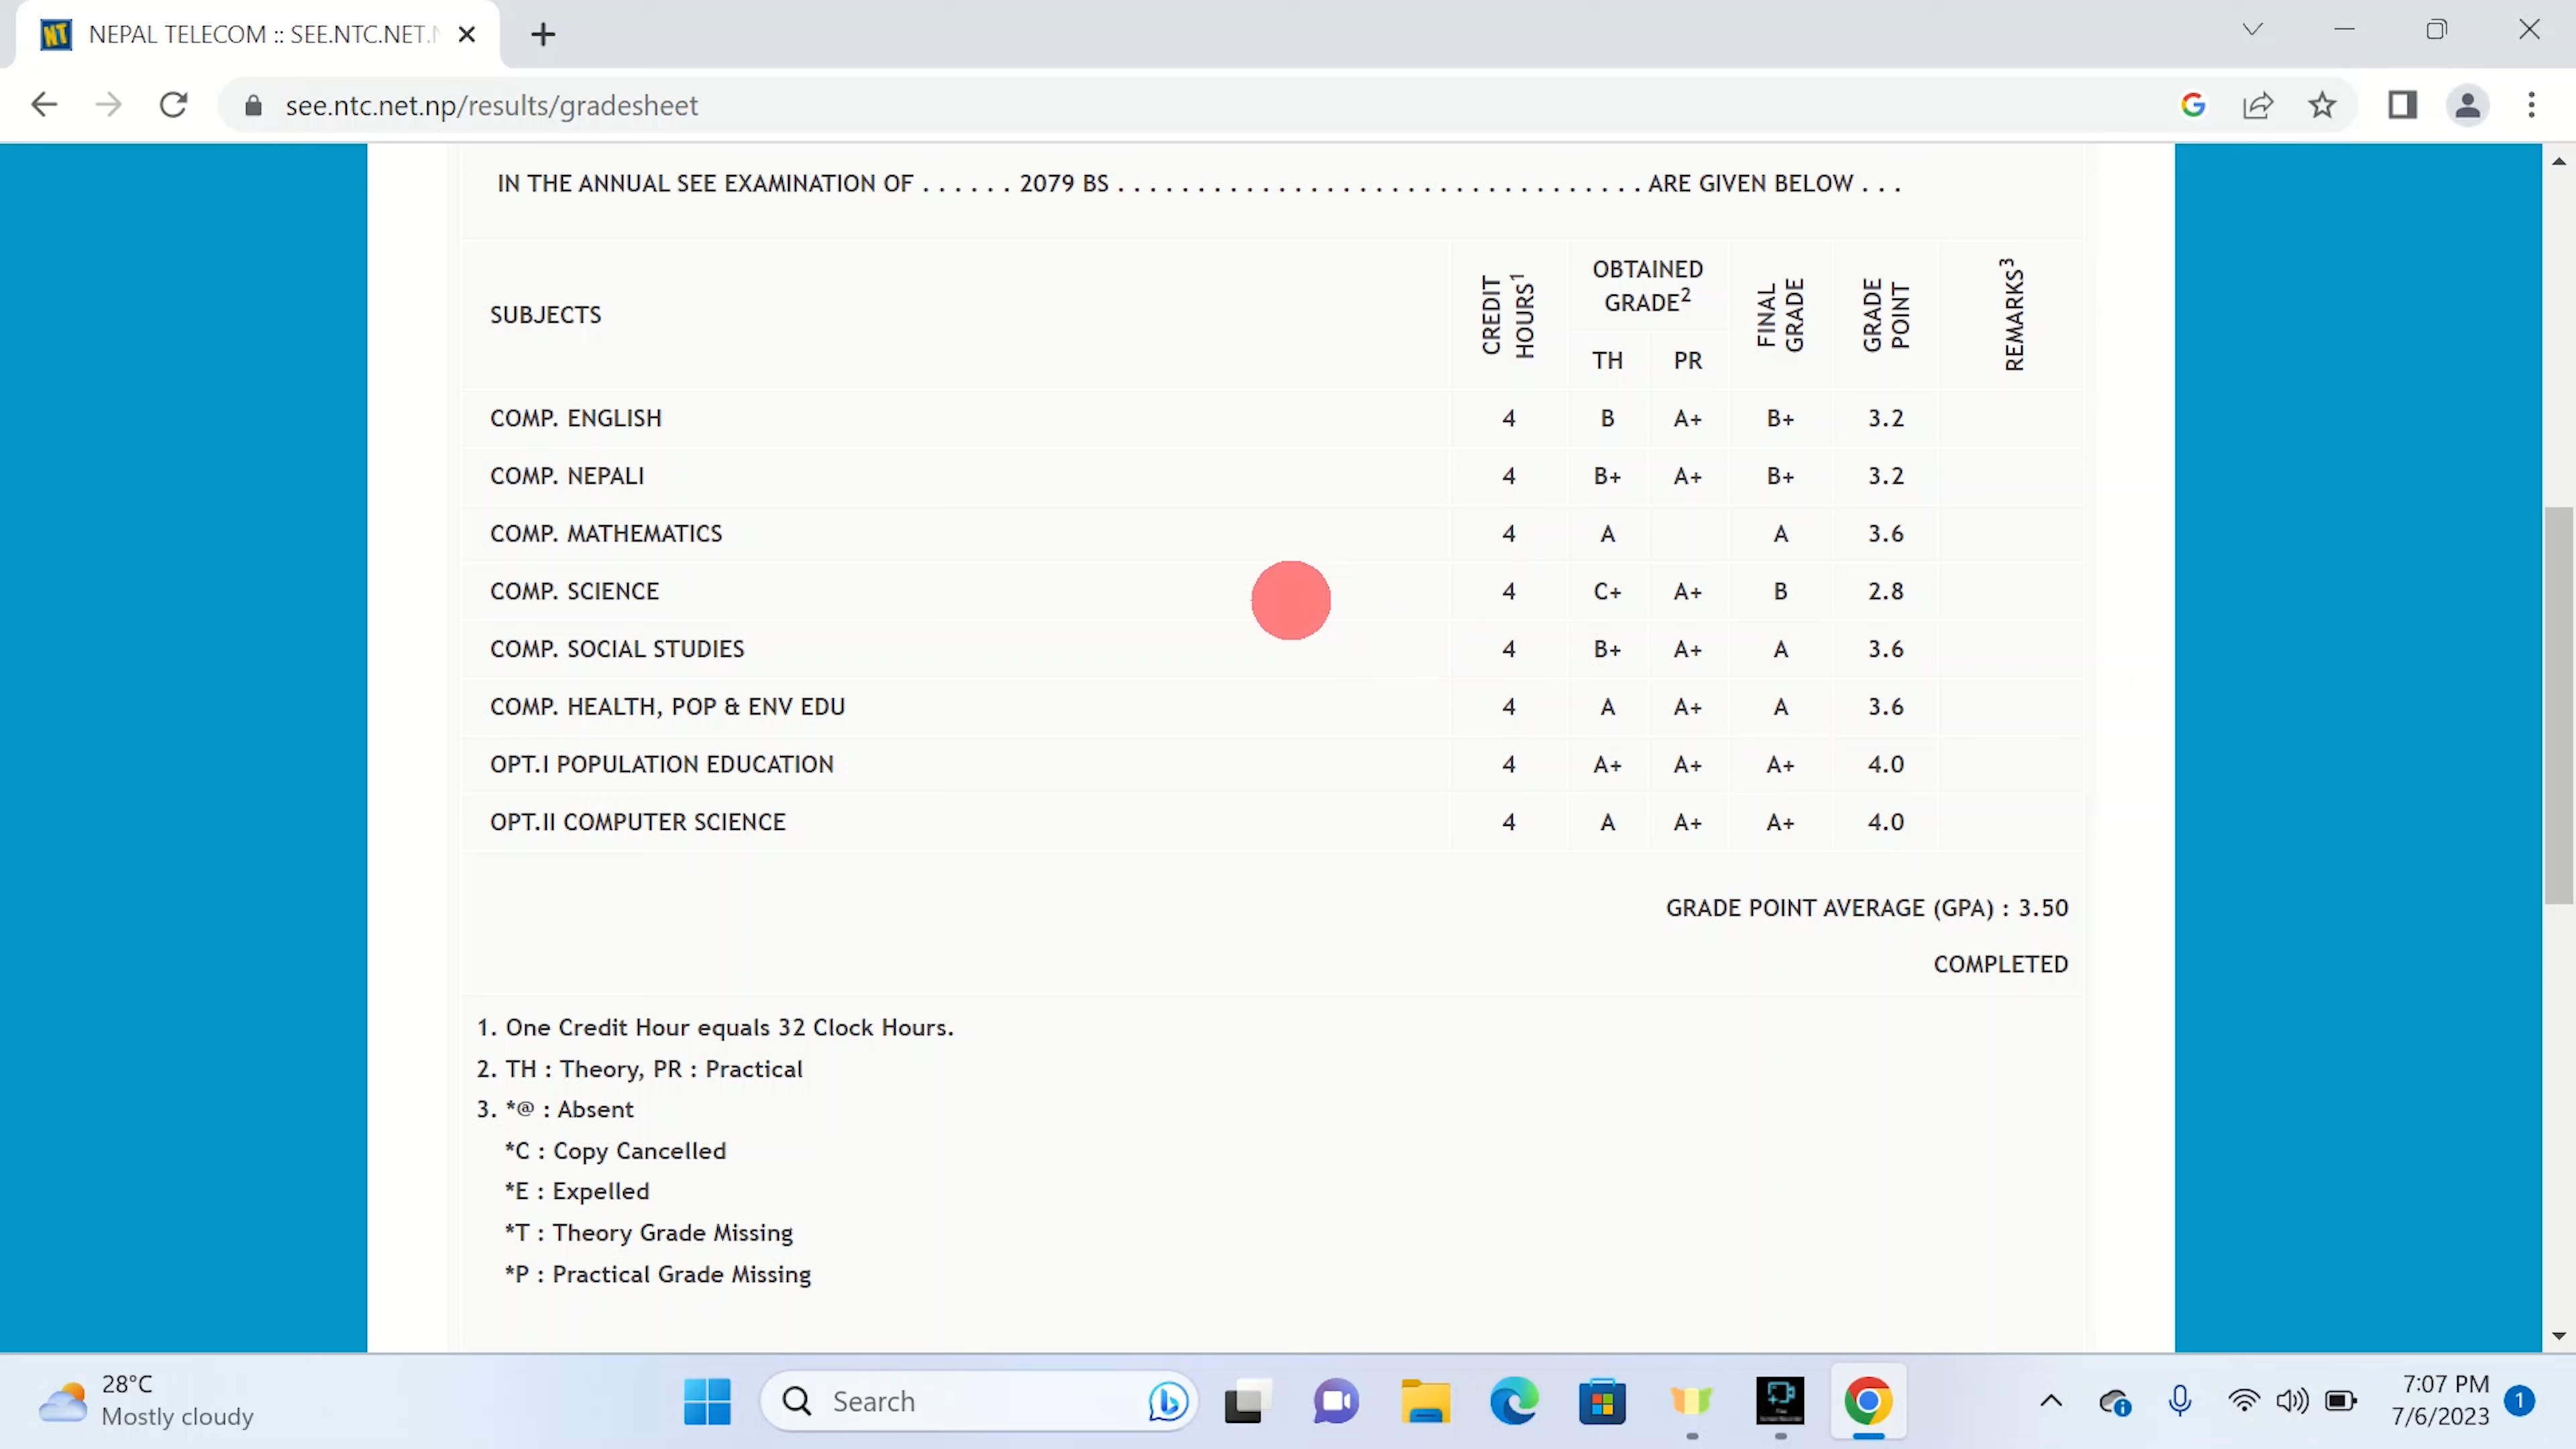 NEPAL TELECOM :: SEE.NTC.NET.N
see.ntc.net.np/results/gradesheet
IN THE ANNUAL SEE EXAMINATION OF . . . . . . 2079 BS . . . . . . . . . . . . . . . . . . . . . . . . . . . . . . . . . ARE GIVEN BELOW . . .
SUBJECTS CREDIT HOURS1 OBTAINED GRADE2 FINAL GRADE GRADE POINT REMARKS3
TH PR
COMP. ENGLISH 4 B A+ B+ 3.2
COMP. NEPALI 4 B+ A+ B+ 3.2
COMP. MATHEMATICS 4 A A 3.6
COMP. SCIENCE 4 C+ A+ B 2.8
COMP. SOCIAL STUDIES 4 B+ A+ A 3.6
COMP. HEALTH, POP & ENV EDU 4 A A+ A 3.6
OPT.I POPULATION EDUCATION 4 A+ A+ A+ 4.0
OPT.II COMPUTER SCIENCE 4 A A+ A+ 4.0
GRADE POINT AVERAGE (GPA) : 3.50
COMPLETED
1. One Credit Hour equals 32 Clock Hours.
2. TH : Theory, PR : Practical
3. *@ : Absent
*C : Copy Cancelled
*E : Expelled
*T : Theory Grade Missing
*P : Practical Grade Missing
28°C
Mostly cloudy
Search
7:07 PM
7/6/2023
1